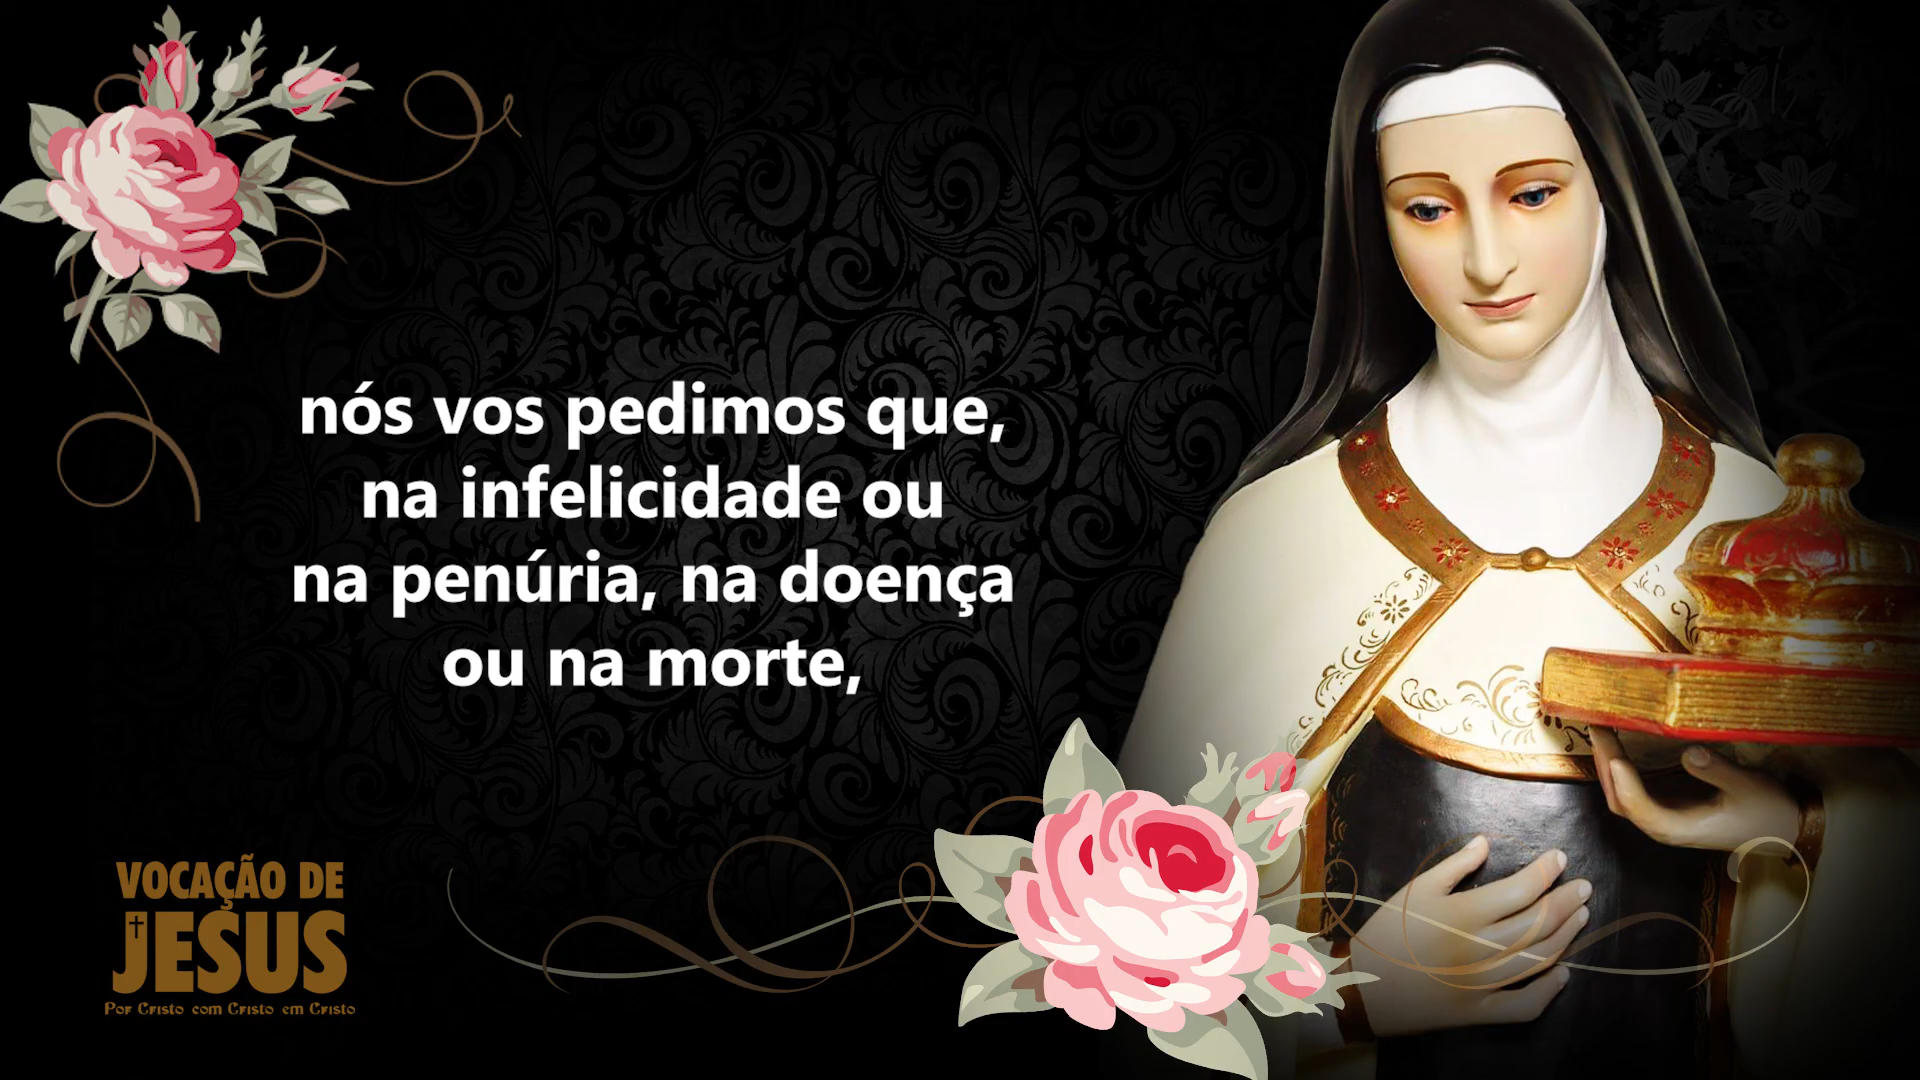 nós vos pedimos que,
na infelicidade ou
na penúria, na doença
ou na morte,
VOCAÇÃO DE
JESUS
Por Cristo com Cristo em Cristo